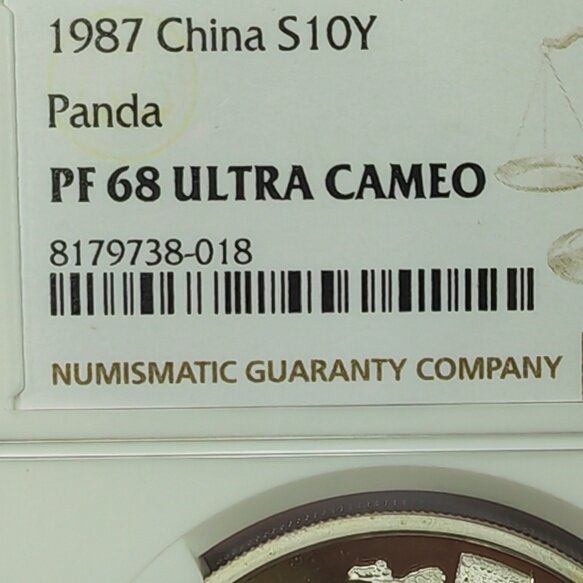 1987 China S10Y
Panda
PF 68 ULTRA CAMEO
8179738-018
NUMISMATIC GUARANTY COMPANY